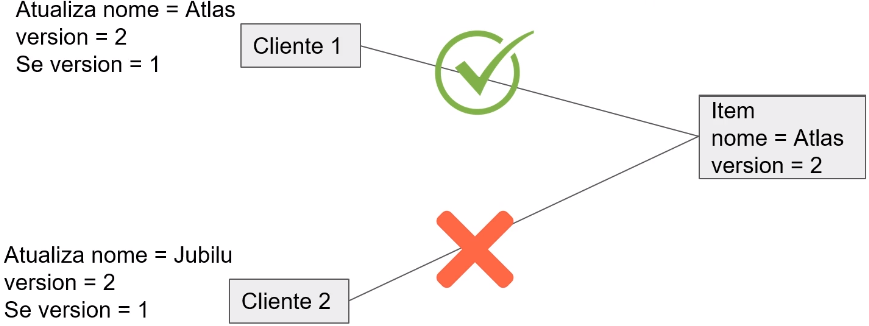 Atualiza nome = Atlas
version = 2
Se version = 1
Cliente 1
Item
nome = Atlas
version = 2
Atualiza nome = Jubilu
version = 2
Se version = 1
Cliente 2